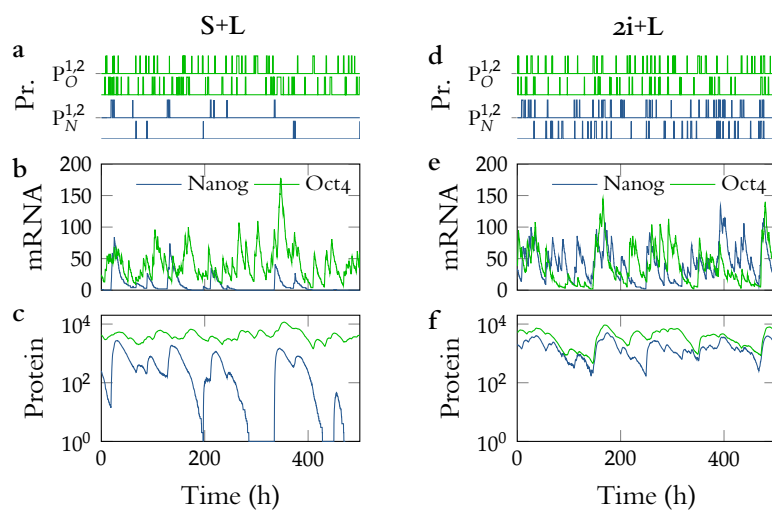 S+L
a
Pr.
P_O^{1,2}
P_N^{1,2}
b
mRNA
200
150
100
50
0
Nanog
Oct4
c
Protein
10^4
10^2
10^0
0
200
400
Time (h)
2i+L
d
Pr.
P_O^{1,2}
P_N^{1,2}
e
mRNA
200
150
100
50
0
Nanog
Oct4
f
Protein
10^4
10^2
10^0
0
200
400
Time (h)